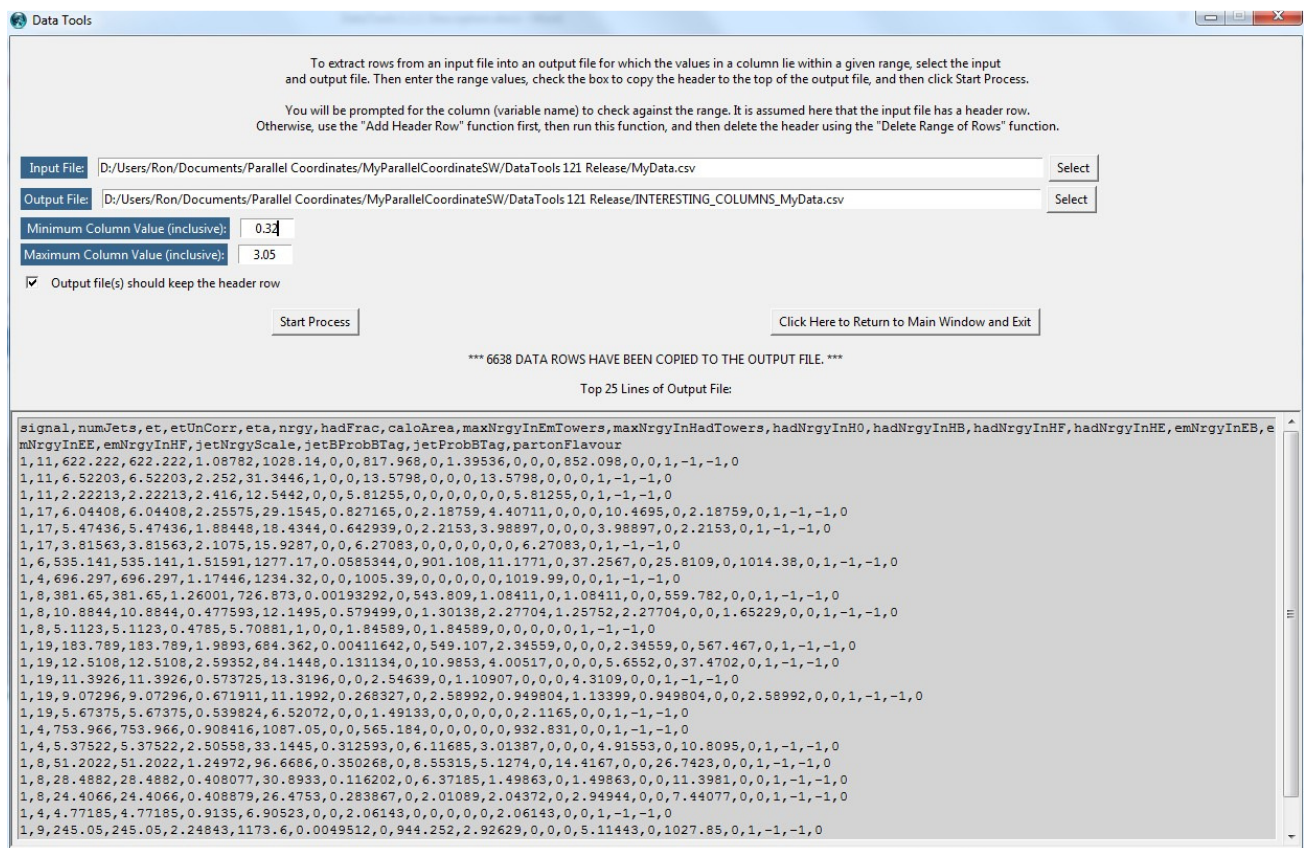 Data Tools
To extract rows from an input file into an output file for which the values in a column lie within a given range, select the input
and output file. Then enter the range values, check the box to copy the header to the top of the output file, and then click Start Process.
You will be prompted for the column (variable name) to check against the range. It is assumed here that the input file has a header row.
Otherwise, use the "Add Header Row" function first, then run this function, and then delete the header using the "Delete Range of Rows" function.
Input File: D:/Users/Ron/Documents/Parallel Coordinates/MyParallelCoordinateSW/DataTools 121 Release/MyData.csv Select
Output File: D:/Users/Ron/Documents/Parallel Coordinates/MyParallelCoordinateSW/DataTools 121 Release/INTERESTING_COLUMNS_MyData.csv Select
Minimum Column Value (inclusive): 0.32
Maximum Column Value (inclusive): 3.05
Output file(s) should keep the header row
Start Process Click Here to Return to Main Window and Exit
*** 6638 DATA ROWS HAVE BEEN COPIED TO THE OUTPUT FILE. ***
Top 25 Lines of Output File:
signal,numJets,et,etUnCorr,eta,nrgy,hadFrac,caloArea,maxNrgyInEmTowers,maxNrgyInHadTowers,hadNrgyInH0,hadNrgyInHB,hadNrgyInHF,hadNrgyInHE,emNrgyInEB,e
mNrgyInEE,emNrgyInHF,jetNrgyScale,jetBProbBTag,jetProbBTag,partonFlavour
1,11,622.222,622.222,1.08782,1028.14,0,0,817.968,0,1.39536,0,0,0,852.098,0,0,1,-1,-1,0
1,11,6.52203,6.52203,2.252,31.3446,1,0,0,13.5798,0,0,0,13.5798,0,0,0,1,-1,-1,0
1,11,2.22213,2.22213,2.416,12.5442,0,0,5.81255,0,0,0,0,0,0,5.81255,0,1,-1,-1,0
1,17,6.04408,6.04408,2.25575,29.1545,0.827165,0,2.18759,4.40711,0,0,0,10.4695,0,2.18759,0,1,-1,-1,0
1,17,5.47436,5.47436,1.88448,18.4344,0.642939,0,2.2153,3.98897,0,0,0,3.98897,0,2.2153,0,1,-1,-1,0
1,17,3.81563,3.81563,2.1075,15.9287,0,0,6.27083,0,0,0,0,0,0,6.27083,0,1,-1,-1,0
1,6,535.141,535.141,1.51591,1277.17,0.0585344,0,901.108,11.1771,0,37.2567,0,25.8109,0,1014.38,0,1,-1,-1,0
1,4,696.297,696.297,1.17446,1234.32,0,0,1005.39,0,0,0,0,0,1019.99,0,0,1,-1,-1,0
1,8,381.65,381.65,1.26001,726.873,0.00193292,0,543.809,1.08411,0,1.08411,0,0,559.782,0,0,1,-1,-1,0
1,8,10.8844,10.8844,0.477593,12.1495,0.579499,0,1.30138,2.27704,1.25752,2.27704,0,0,1.65229,0,0,1,-1,-1,0
1,8,5.1123,5.1123,0.4785,5.70881,1,0,0,1.84589,0,1.84589,0,0,0,0,0,1,-1,-1,0
1,19,183.789,183.789,1.9893,684.362,0.00411642,0,549.107,2.34559,0,0,0,2.34559,0,567.467,0,1,-1,-1,0
1,19,12.5108,12.5108,2.59352,84.1448,0.131134,0,10.9853,4.00517,0,0,0,5.6552,0,37.4702,0,1,-1,-1,0
1,19,11.3926,11.3926,0.573725,13.3196,0,0,2.54639,0,1.10907,0,0,0,4.3109,0,0,1,-1,-1,0
1,19,9.07296,9.07296,0.671911,11.1992,0.268327,0,2.58992,0.949804,1.13399,0.949804,0,0,2.58992,0,0,1,-1,-1,0
1,19,5.67375,5.67375,0.539824,6.52072,0,0,1.49133,0,0,0,0,0,2.1165,0,0,1,-1,-1,0
1,4,753.966,753.966,0.908416,1087.05,0,0,565.184,0,0,0,0,0,932.831,0,0,1,-1,-1,0
1,4,5.37522,5.37522,2.50558,33.1445,0.312593,0,6.11685,3.01387,0,0,0,4.91553,0,10.8095,0,1,-1,-1,0
1,8,51.2022,51.2022,1.24972,96.6686,0.350268,0,8.55315,5.1274,0,14.4167,0,0,26.7423,0,0,1,-1,-1,0
1,8,28.4882,28.4882,0.408077,30.8933,0.116202,0,6.37185,1.49863,0,1.49863,0,0,11.3981,0,0,1,-1,-1,0
1,8,24.4066,24.4066,0.408879,26.4753,0.283867,0,2.01089,2.04372,0,2.94944,0,0,7.44077,0,0,1,-1,-1,0
1,4,4.77185,4.77185,0.9135,6.90523,0,0,2.06143,0,0,0,0,0,2.06143,0,0,1,-1,-1,0
1,9,245.05,245.05,2.24843,1173.6,0.0049512,0,944.252,2.92629,0,0,0,5.11443,0,1027.85,0,1,-1,-1,0